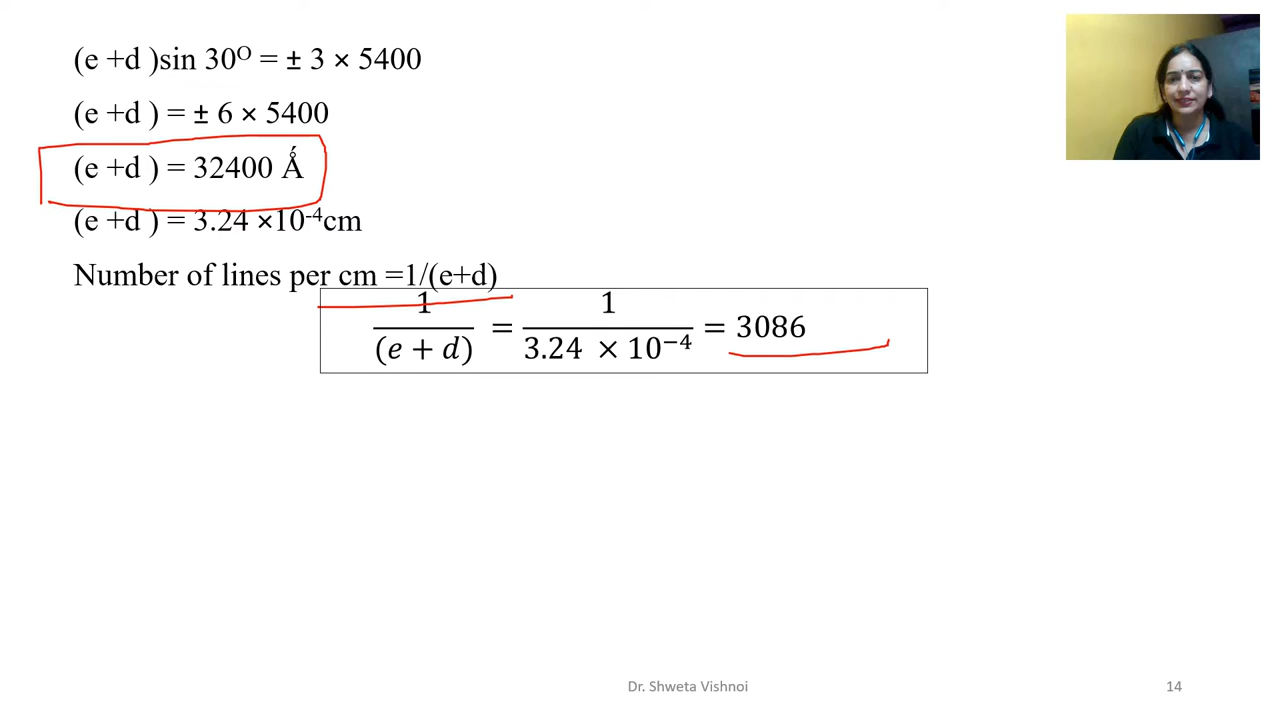 (e +d )sin 30ᴼ = ± 3 × 5400
(e +d ) = ± 6 × 5400
(e +d ) = 32400 Ǻ
(e +d ) = 3.24 ×10⁻⁴cm
Number of lines per cm =1/(e+d)
1/(e + d) = 1/(3.24 × 10⁻⁴) = 3086
Dr. Shweta Vishnoi
14